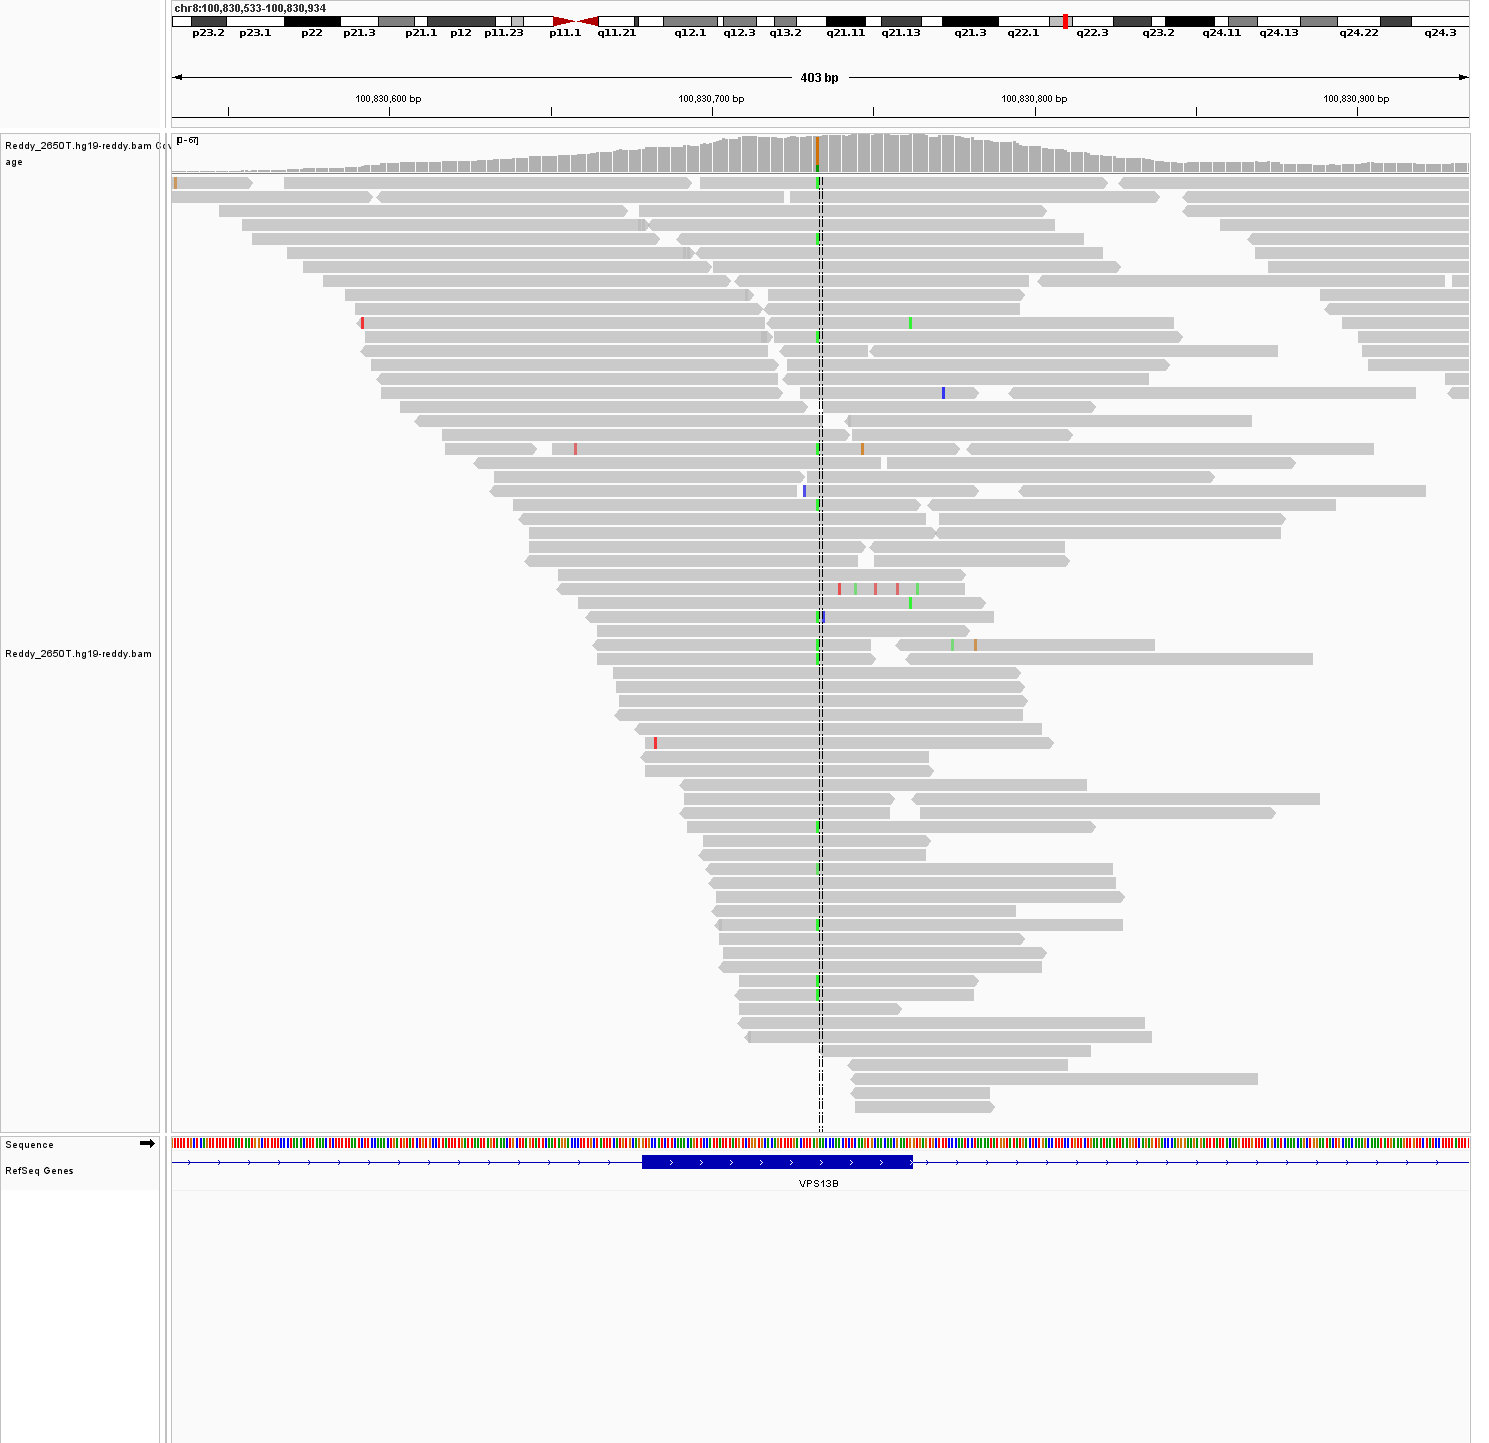 chr8:100,830,533-100,830,934
p23.2 p23.1 p22 p21.3 p21.1 p12 p11.23 p11.1 q11.21 q12.1 q12.3 q13.2 q21.11 q21.13 q21.3 q22.1 q22.3 q23.2 q24.11 q24.13 q24.22 q24.3
403 bp
100,830,600 bp 100,830,700 bp 100,830,800 bp 100,830,900 bp
[0 - 67]
Reddy_2650T.hg19-reddy.bam Cov
age
Reddy_2650T.hg19-reddy.bam
Sequence
RefSeq Genes
VPS13B